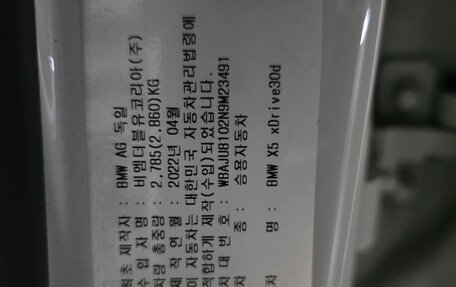 최초 제작자 : BMW AG 독일
수 입 자 명 : 비엠더블유코리아(주)
차량 총중량 : 2,785(2,860)KG
제 작 연 월 : 2022년 04월
이 자동차는 대한민국 자동차관리법령에
적합하게 제작(수입)되었습니다.
차 대 번 호 : WBAJU8102N9M23491
차 종 : 승용자동차
차 명 : BMW X5 xDrive30d